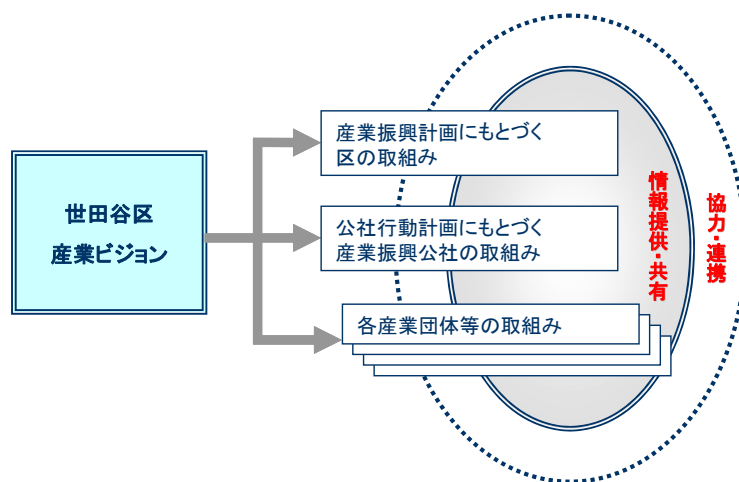 世田谷区
産業ビジョン
産業振興計画にもとづく
区の取組み
公社行動計画にもとづく
産業振興公社の取組み
各産業団体等の取組み
情報提供・共有
協力・連携